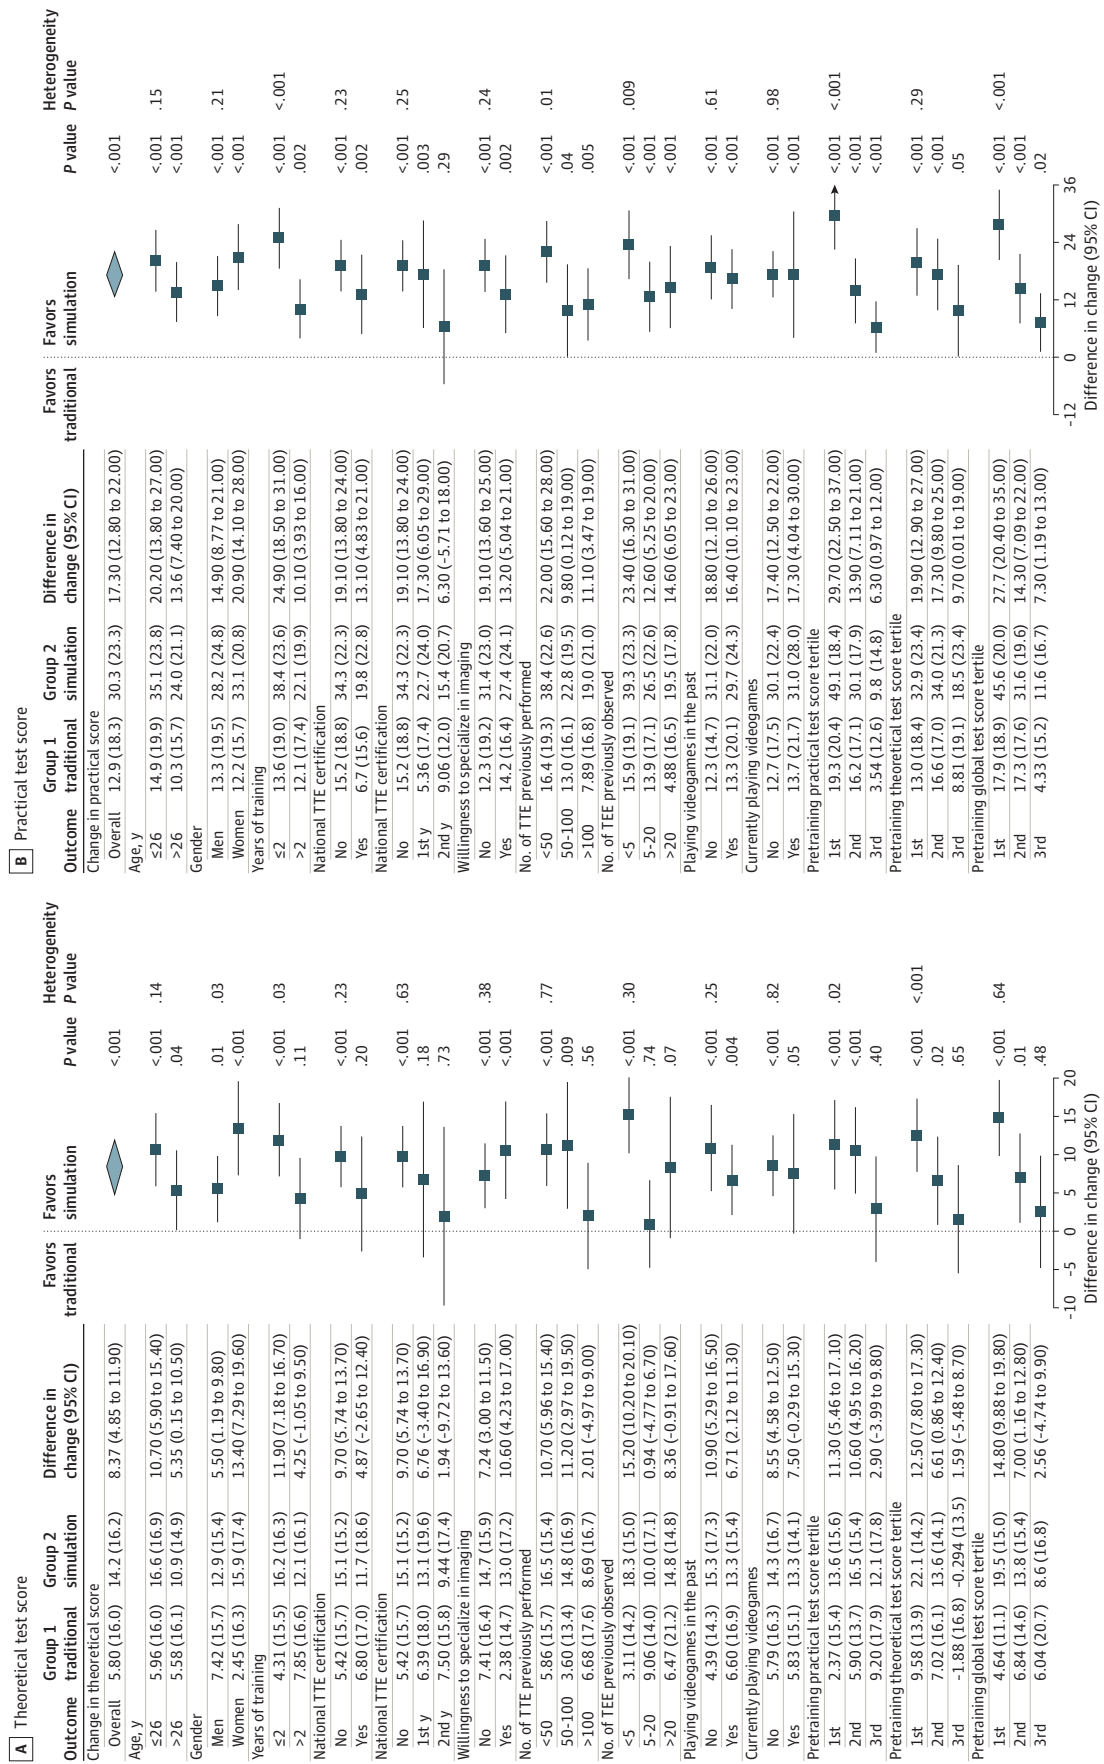 A Theoretical test score
Outcome Group 1 traditional Group 2 simulation Difference in change (95% CI) Favors traditional Favors simulation P value Heterogeneity P value
Change in theoretical score
Overall 5.80 (16.0) 14.2 (16.2) 8.37 (4.85 to 11.90) <.001
Age, y
≤26 5.96 (16.0) 16.6 (16.9) 10.70 (5.90 to 15.40) <.001 .14
>26 5.58 (16.1) 10.9 (14.9) 5.35 (0.15 to 10.50) .04
Gender
Men 7.42 (15.7) 12.9 (15.4) 5.50 (1.19 to 9.80) .01 .03
Women 2.45 (16.3) 15.9 (17.4) 13.40 (7.29 to 19.60) <.001
Years of training
≤2 4.31 (15.5) 16.2 (16.3) 11.90 (7.18 to 16.70) <.001 .03
>2 7.85 (16.6) 12.1 (16.1) 4.25 (-1.05 to 9.50) .11
National TTE certification
No 5.42 (15.7) 15.1 (15.2) 9.70 (5.74 to 13.70) <.001 .23
Yes 6.80 (17.0) 11.7 (18.6) 4.87 (-2.65 to 12.40) .20
National TTE certification
No 5.42 (15.7) 15.1 (15.2) 9.70 (5.74 to 13.70) <.001 .63
1st y 6.39 (18.0) 13.1 (19.6) 6.76 (-3.40 to 16.90) .18
2nd y 7.50 (15.8) 9.44 (17.4) 1.94 (-9.72 to 13.60) .73
Willingness to specialize in imaging
No 7.41 (16.4) 14.7 (15.9) 7.24 (3.00 to 11.50) <.001 .38
Yes 2.38 (14.7) 13.0 (17.2) 10.60 (4.23 to 17.00) <.001
No. of TTE previously performed
<50 5.86 (15.7) 16.5 (15.4) 10.70 (5.96 to 15.40) <.001 .77
50-100 3.60 (13.4) 14.8 (16.9) 11.20 (2.97 to 19.50) .009
>100 6.68 (17.6) 8.69 (16.7) 2.01 (-4.97 to 9.00) .56
No. of TEE previously observed
<5 3.11 (14.2) 18.3 (15.0) 15.20 (10.20 to 20.10) <.001 .30
5-20 9.06 (14.0) 10.0 (17.1) 0.94 (-4.77 to 6.70) .74
>20 6.47 (21.2) 14.8 (14.8) 8.36 (-0.91 to 17.60) .07
Playing videogames in the past
No 4.39 (14.3) 15.3 (17.3) 10.90 (5.29 to 16.50) <.001 .25
Yes 6.60 (16.9) 13.3 (15.4) 6.71 (2.12 to 11.30) .004
Currently playing videogames
No 5.79 (16.3) 14.3 (16.7) 8.55 (4.58 to 12.50) <.001 .82
Yes 5.83 (15.1) 13.3 (14.1) 7.50 (-0.29 to 15.30) .05
Pretraining practical test score tertile
1st 2.37 (15.4) 13.6 (15.6) 11.30 (5.46 to 17.10) <.001 .02
2nd 5.90 (13.7) 16.5 (15.4) 10.60 (4.95 to 16.20) <.001
3rd 9.20 (17.9) 12.1 (17.8) 2.90 (-3.99 to 9.80) .40
Pretraining theoretical test score tertile
1st 9.58 (13.9) 22.1 (14.2) 12.50 (7.80 to 17.30) <.001 <.001
2nd 7.02 (16.1) 13.6 (14.1) 6.61 (0.86 to 12.40) .02
3rd -1.88 (16.8) -0.294 (13.5) 1.59 (-5.48 to 8.70) .65
Pretraining global test score tertile
1st 4.64 (11.1) 19.5 (15.0) 14.80 (9.88 to 19.80) <.001 .64
2nd 6.84 (14.6) 13.8 (15.4) 7.00 (1.16 to 12.80) .01
3rd 6.04 (20.7) 8.6 (16.8) 2.56 (-4.74 to 9.90) .48
-10 -5 0 5 10 15 20
Difference in change (95% CI)
B Practical test score
Outcome Group 1 traditional Group 2 simulation Difference in change (95% CI) Favors traditional Favors simulation P value Heterogeneity P value
Change in practical score
Overall 12.9 (18.3) 30.3 (23.3) 17.30 (12.80 to 22.00) <.001
Age, y
≤26 14.9 (19.9) 35.1 (23.8) 20.20 (13.80 to 27.00) <.001 .15
>26 10.3 (15.7) 24.0 (21.1) 13.6 (7.40 to 20.00) <.001
Gender
Men 13.3 (19.5) 28.2 (24.8) 14.90 (8.77 to 21.00) <.001 .21
Women 12.2 (15.7) 33.1 (20.8) 20.90 (14.10 to 28.00) <.001
Years of training
≤2 13.6 (19.0) 38.4 (23.6) 24.90 (18.50 to 31.00) <.001 <.001
>2 12.1 (17.4) 22.1 (19.9) 10.10 (3.93 to 16.00) .002
National TTE certification
No 15.2 (18.8) 34.3 (22.3) 19.10 (13.80 to 24.00) <.001 .23
Yes 6.7 (15.6) 19.8 (22.8) 13.10 (4.83 to 21.00) .002
National TTE certification
No 15.2 (18.8) 34.3 (22.3) 19.10 (13.80 to 24.00) <.001 .25
1st y 5.36 (17.4) 22.7 (24.0) 17.30 (6.05 to 29.00) .003
2nd y 9.06 (12.0) 15.4 (20.7) 6.30 (-5.71 to 18.00) .29
Willingness to specialize in imaging
No 12.3 (19.2) 31.4 (23.0) 19.10 (13.60 to 25.00) <.001 .24
Yes 14.2 (16.4) 27.4 (24.1) 13.20 (5.04 to 21.00) .002
No. of TTE previously performed
<50 16.4 (19.3) 38.4 (22.6) 22.00 (15.60 to 28.00) <.001 .01
50-100 13.0 (16.1) 22.8 (19.5) 9.80 (0.12 to 19.00) .04
>100 7.89 (16.8) 19.0 (21.0) 11.10 (3.47 to 19.00) .005
No. of TEE previously observed
<5 15.9 (19.1) 39.3 (23.3) 23.40 (16.30 to 31.00) <.001 .009
5-20 13.9 (17.1) 26.5 (22.6) 12.60 (5.25 to 20.00) <.001
>20 4.88 (16.5) 19.5 (17.8) 14.60 (6.05 to 23.00) <.001
Playing videogames in the past
No 12.3 (14.7) 31.1 (22.0) 18.80 (12.10 to 26.00) <.001 .61
Yes 13.3 (20.1) 29.7 (24.3) 16.40 (10.10 to 23.00) <.001
Currently playing videogames
No 12.7 (17.5) 30.1 (22.4) 17.40 (12.50 to 22.00) <.001 .98
Yes 13.7 (21.7) 31.0 (28.0) 17.30 (4.04 to 30.00) <.001
Pretraining practical test score tertile
1st 19.3 (20.4) 49.1 (18.4) 29.70 (22.50 to 37.00) <.001 <.001
2nd 16.2 (17.1) 30.1 (17.9) 13.90 (7.11 to 21.00) <.001
3rd 3.54 (12.6) 9.8 (14.8) 6.30 (0.97 to 12.00) <.001
Pretraining theoretical test score tertile
1st 13.0 (18.4) 32.9 (23.4) 19.90 (12.90 to 27.00) <.001 .29
2nd 16.6 (17.0) 34.0 (21.3) 17.30 (9.80 to 25.00) <.001
3rd 8.81 (19.1) 18.5 (23.4) 9.70 (0.01 to 19.00) .05
Pretraining global test score tertile
1st 17.9 (18.9) 45.6 (20.0) 27.7 (20.40 to 35.00) <.001 <.001
2nd 17.3 (17.6) 31.6 (19.6) 14.30 (7.09 to 22.00) <.001
3rd 4.33 (15.2) 11.6 (16.7) 7.30 (1.19 to 13.00) .02
-12 0 12 24 36
Difference in change (95% CI)